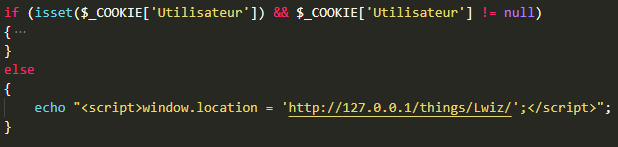 if (isset($_COOKIE['Utilisateur']) && $_COOKIE['Utilisateur'] != null)
{ ...
}
else
{
    echo "<script>window.location = 'http://127.0.0.1/things/Lwiz/';</script>";
}